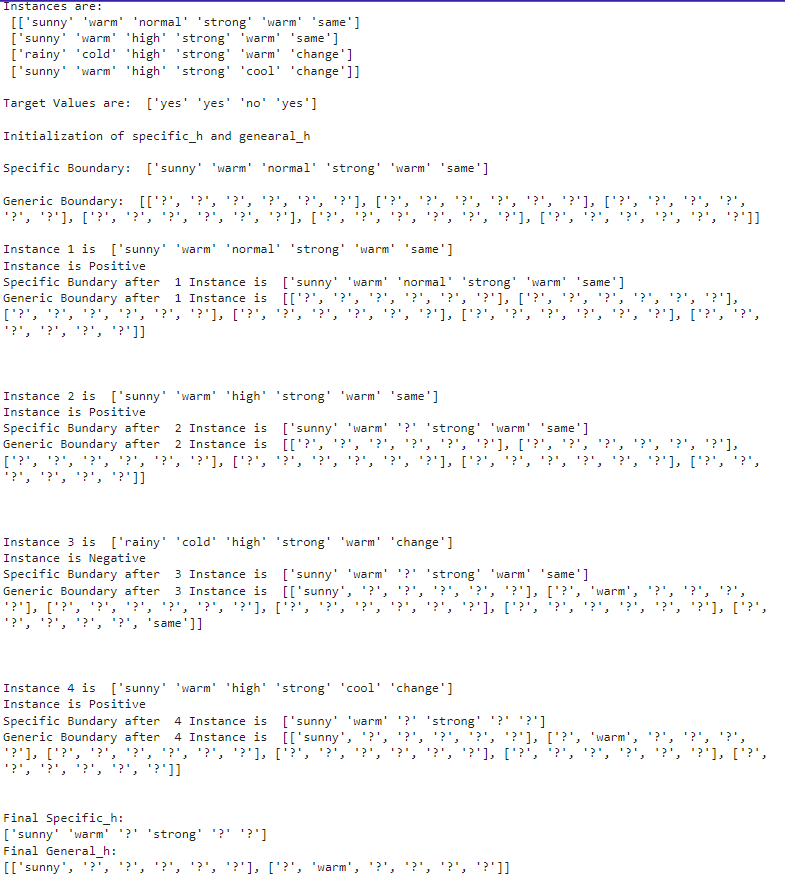 Instances are:
[['sunny' 'warm' 'normal' 'strong' 'warm' 'same']
['sunny' 'warm' 'high' 'strong' 'warm' 'same']
['rainy' 'cold' 'high' 'strong' 'warm' 'change']
['sunny' 'warm' 'high' 'strong' 'cool' 'change']]
Target Values are:  ['yes' 'yes' 'no' 'yes']
Initialization of specific_h and genearal_h
Specific Boundary:  ['sunny' 'warm' 'normal' 'strong' 'warm' 'same']
Generic Boundary:  [['?', '?', '?', '?', '?', '?'], ['?', '?', '?', '?', '?', '?'], ['?', '?', '?', '?',
'?', '?'], ['?', '?', '?', '?', '?', '?'], ['?', '?', '?', '?', '?', '?'], ['?', '?', '?', '?', '?', '?']]
Instance 1 is  ['sunny' 'warm' 'normal' 'strong' 'warm' 'same']
Instance is Positive
Specific Bundary after  1 Instance is  ['sunny' 'warm' 'normal' 'strong' 'warm' 'same']
Generic Boundary after  1 Instance is  [['?', '?', '?', '?', '?', '?'], ['?', '?', '?', '?', '?', '?'],
['?', '?', '?', '?', '?', '?'], ['?', '?', '?', '?', '?', '?'], ['?', '?', '?', '?', '?', '?'], ['?', '?',
'?', '?', '?', '?']]
Instance 2 is  ['sunny' 'warm' 'high' 'strong' 'warm' 'same']
Instance is Positive
Specific Bundary after  2 Instance is  ['sunny' 'warm' '?' 'strong' 'warm' 'same']
Generic Boundary after  2 Instance is  [['?', '?', '?', '?', '?', '?'], ['?', '?', '?', '?', '?', '?'],
['?', '?', '?', '?', '?', '?'], ['?', '?', '?', '?', '?', '?'], ['?', '?', '?', '?', '?', '?'], ['?', '?',
'?', '?', '?', '?']]
Instance 3 is  ['rainy' 'cold' 'high' 'strong' 'warm' 'change']
Instance is Negative
Specific Bundary after  3 Instance is  ['sunny' 'warm' '?' 'strong' 'warm' 'same']
Generic Boundary after  3 Instance is  [['sunny', '?', '?', '?', '?', '?'], ['?', 'warm', '?', '?', '?',
'?'], ['?', '?', '?', '?', '?', '?'], ['?', '?', '?', '?', '?', '?'], ['?', '?', '?', '?', '?', '?'], ['?',
'?', '?', '?', '?', 'same']]
Instance 4 is  ['sunny' 'warm' 'high' 'strong' 'cool' 'change']
Instance is Positive
Specific Bundary after  4 Instance is  ['sunny' 'warm' '?' 'strong' '?' '?']
Generic Boundary after  4 Instance is  [['sunny', '?', '?', '?', '?', '?'], ['?', 'warm', '?', '?', '?',
'?'], ['?', '?', '?', '?', '?', '?'], ['?', '?', '?', '?', '?', '?'], ['?', '?', '?', '?', '?', '?'], ['?',
'?', '?', '?', '?', '?']]
Final Specific_h:
['sunny' 'warm' '?' 'strong' '?' '?']
Final General_h:
[['sunny', '?', '?', '?', '?', '?'], ['?', 'warm', '?', '?', '?', '?']]